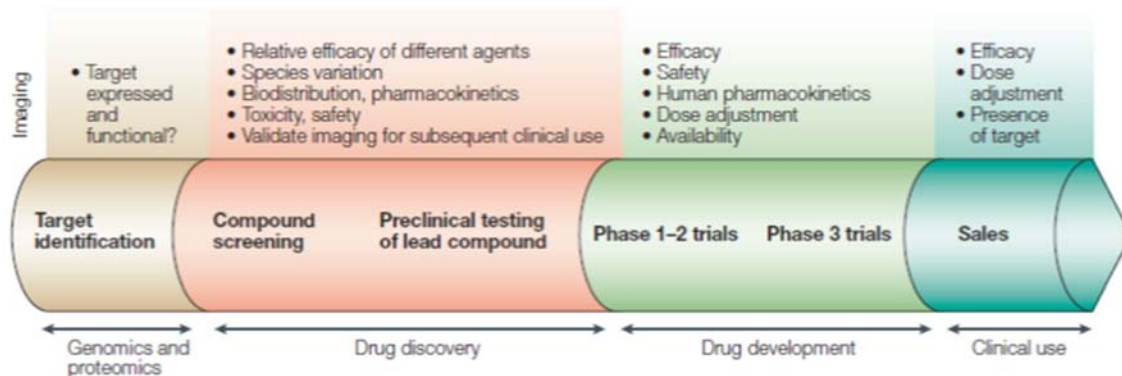 Imaging
• Target
expressed
and
functional?
• Relative efficacy of different agents
• Species variation
• Biodistribution, pharmacokinetics
• Toxicity, safety
• Validate imaging for subsequent clinical use
• Efficacy
• Safety
• Human pharmacokinetics
• Dose adjustment
• Availability
• Efficacy
• Dose
adjustment
• Presence
of target
Target
identification
Compound
screening
Preclinical testing
of lead compound
Phase 1–2 trials
Phase 3 trials
Sales
Genomics and
proteomics
Drug discovery
Drug development
Clinical use